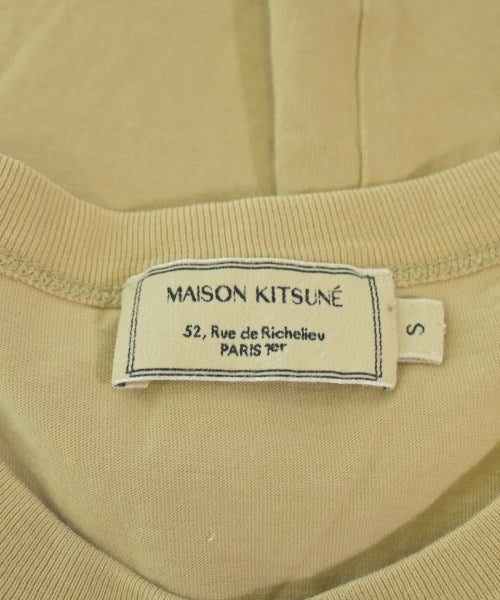 MAISON KITSUNÉ
52, Rue de Richelieu
PARIS 1er
S